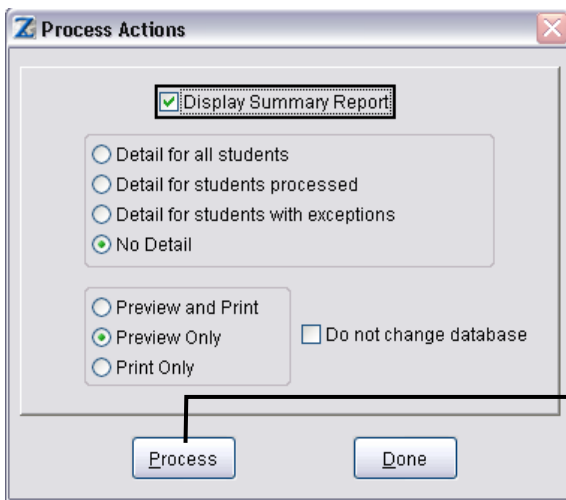 Process Actions
Display Summary Report
Detail for all students
Detail for students processed
Detail for students with exceptions
No Detail
Preview and Print
Preview Only
Do not change database
Print Only
Process
Done